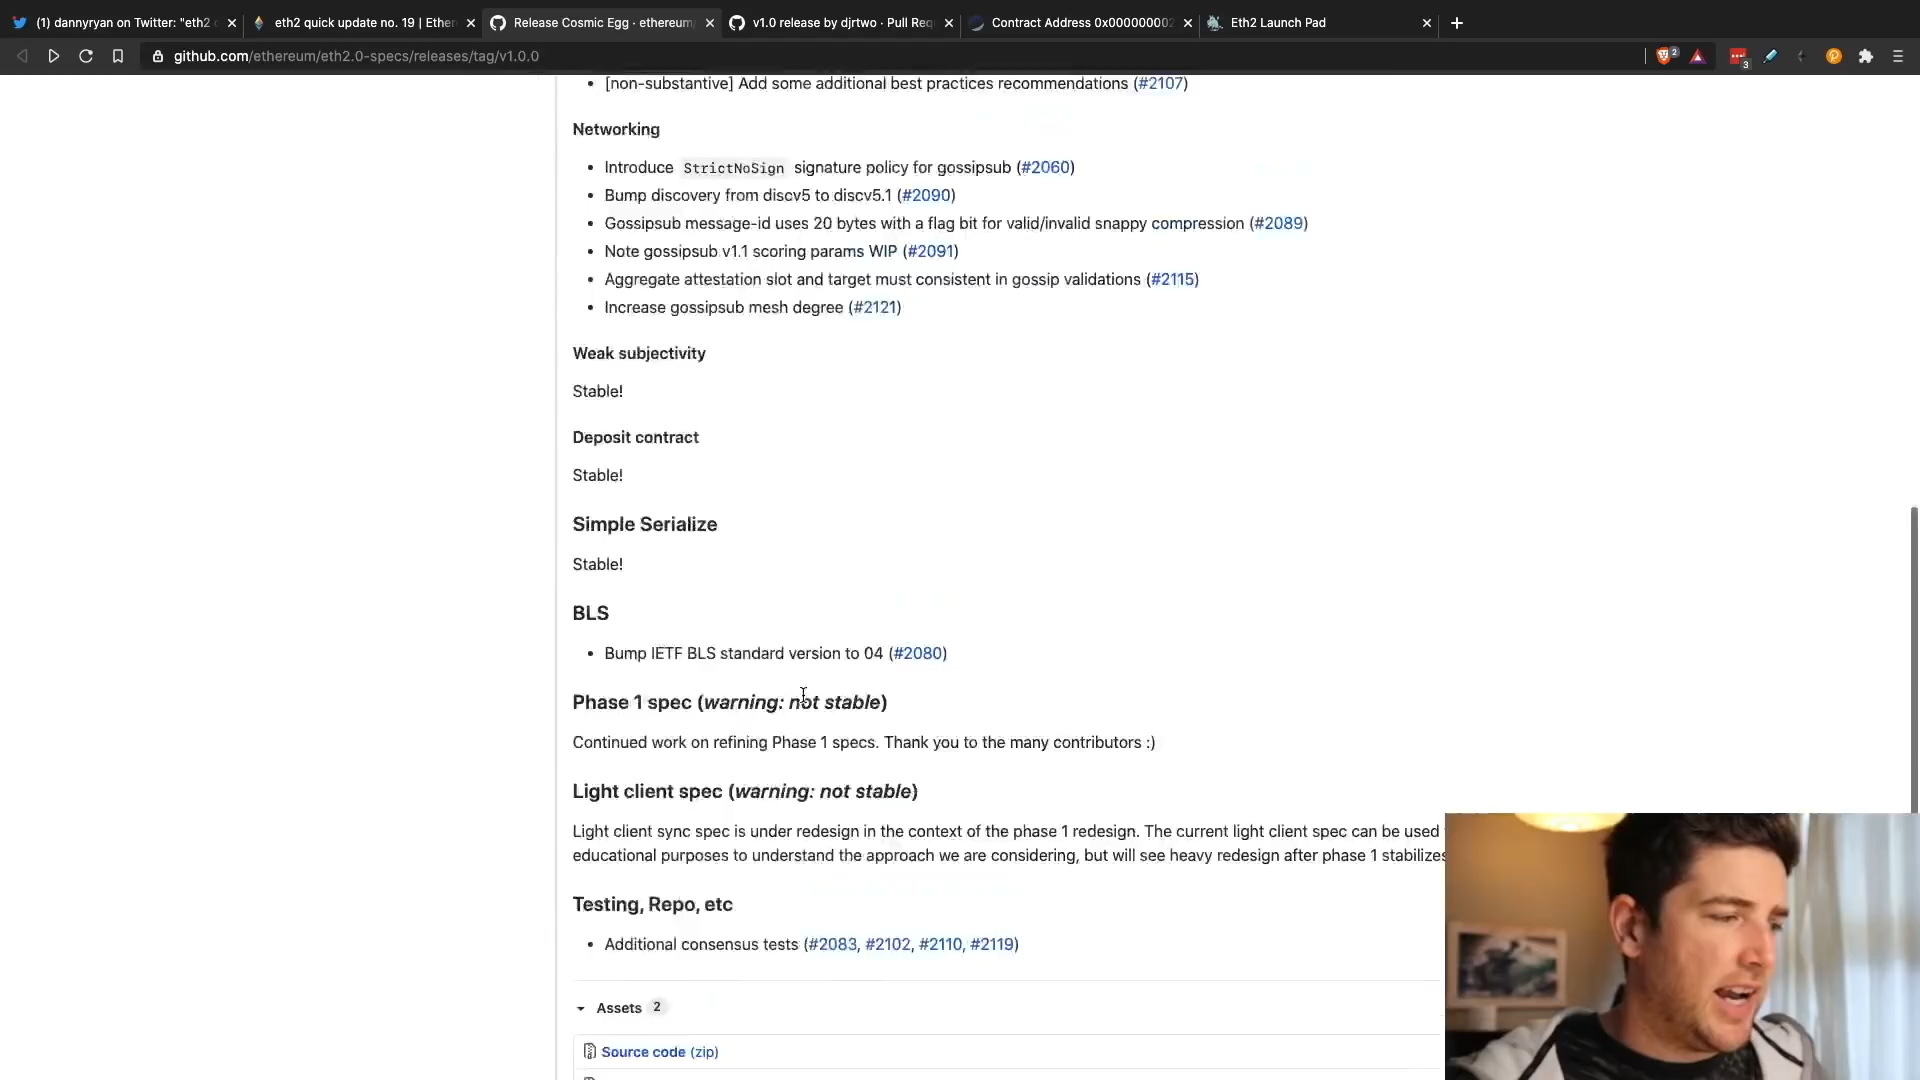 (1) dannyryan on Twitter: "eth2
eth2 quick update no. 19 | Ether
Release Cosmic Egg · ethereum
v1.0 release by djrtwo · Pull Req
Contract Address 0x000000002
Eth2 Launch Pad
github.com/ethereum/eth2.0-specs/releases/tag/v1.0.0
2
3
[non-substantive] Add some additional best practices recommendations (#2107)
Networking
• Introduce StrictNoSign signature policy for gossipsub (#2060)
• Bump discovery from discv5 to discv5.1 (#2090)
• Gossipsub message-id uses 20 bytes with a flag bit for valid/invalid snappy compression (#2089)
• Note gossipsub v1.1 scoring params WIP (#2091)
• Aggregate attestation slot and target must consistent in gossip validations (#2115)
• Increase gossipsub mesh degree (#2121)
Weak subjectivity
Stable!
Deposit contract
Stable!
Simple Serialize
Stable!
BLS
• Bump IETF BLS standard version to 04 (#2080)
Phase 1 spec (warning: not stable)
Continued work on refining Phase 1 specs. Thank you to the many contributors :)
Light client spec (warning: not stable)
Light client sync spec is under redesign in the context of the phase 1 redesign. The current light client spec can be used
educational purposes to understand the approach we are considering, but will see heavy redesign after phase 1 stabilizes
Testing, Repo, etc
• Additional consensus tests (#2083, #2102, #2110, #2119)
Assets 2
Source code (zip)